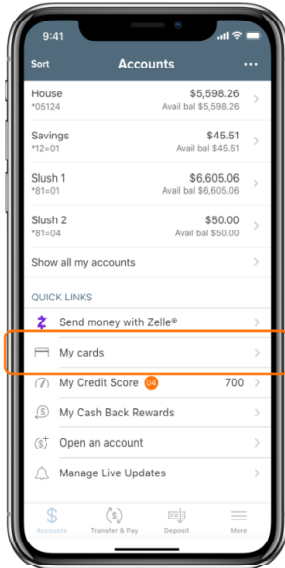 9:41
Sort Accounts
House $5,598.26
*05124 Avail bal $5,598.26
Savings $45.51
*12=01 Avail bal $45.51
Slush 1 $6,605.06
*81=01 Avail bal $6,605.06
Slush 2 $50.00
*81=04 Avail bal $50.00
Show all my accounts
QUICK LINKS
Send money with Zelle®
My cards
My Credit Score 700
My Cash Back Rewards
Open an account
Manage Live Updates
Accounts Transfer & Pay Deposit More